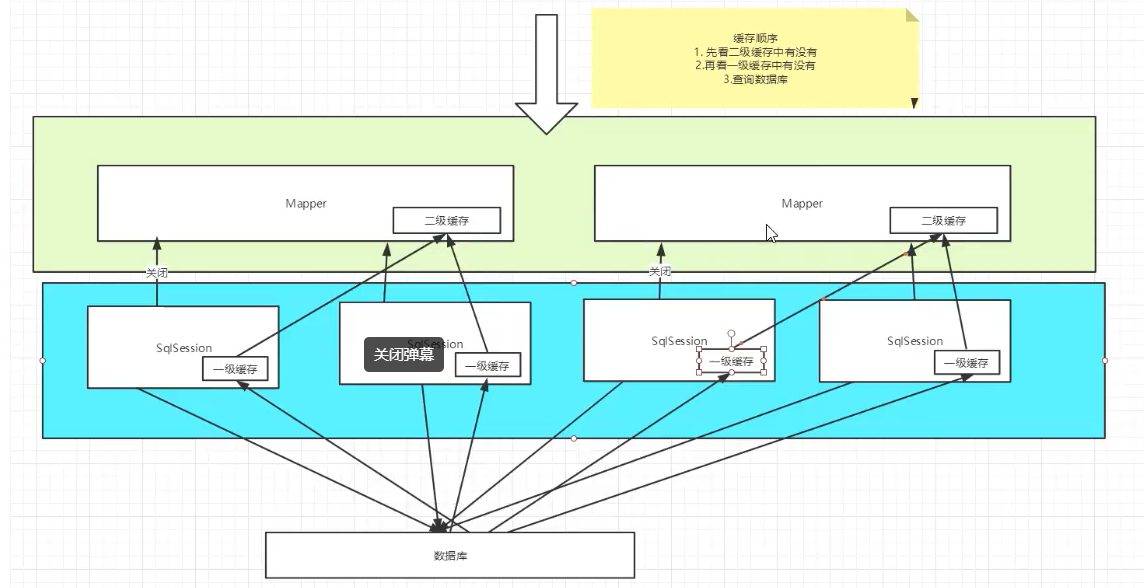 缓存顺序
1. 先看二级缓存中有没有
2.再看一级缓存中有没有
3.查询数据库
Mapper
二级缓存
Mapper
二级缓存
关闭
关闭
SqlSession
一级缓存
SqlSession
关闭弹幕
一级缓存
SqlSession
一级缓存
SqlSession
一级缓存
数据库